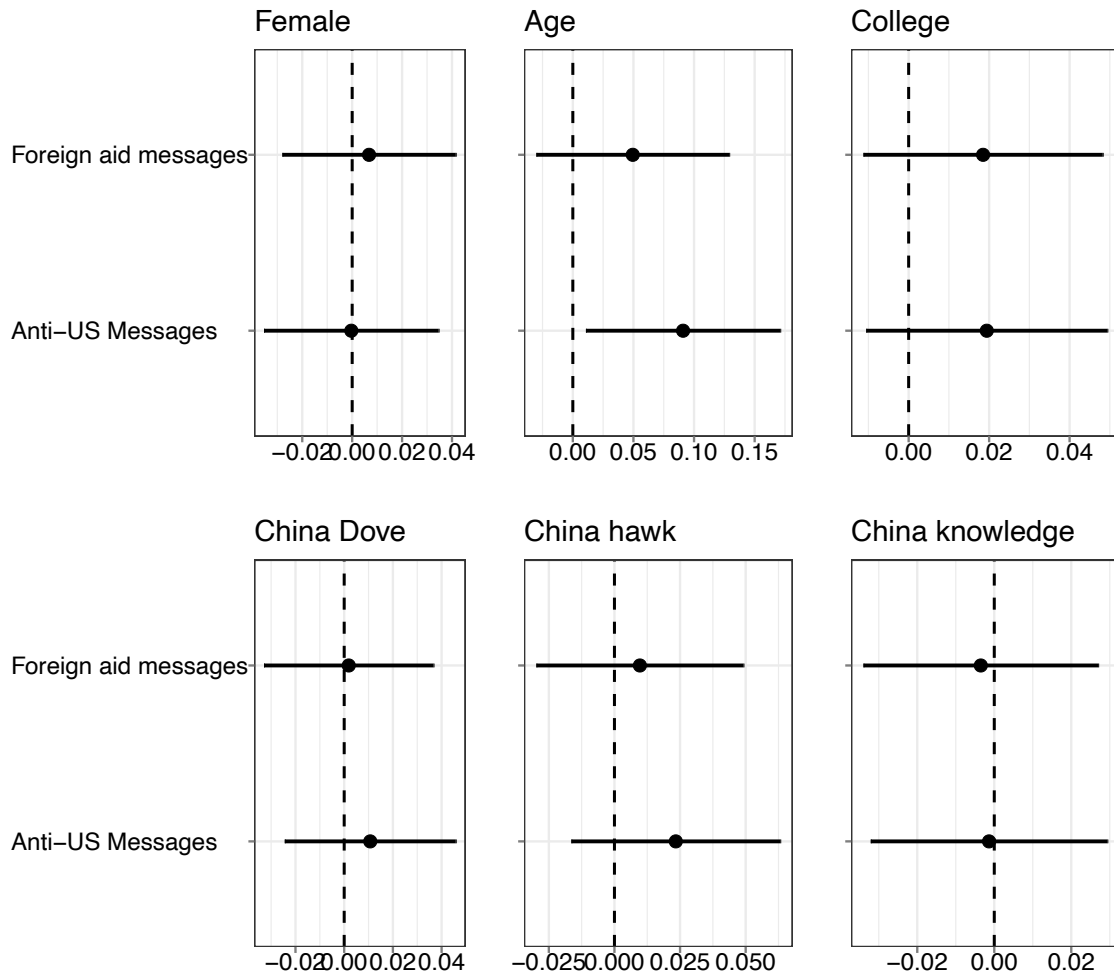 Female Age College
Foreign aid messages
Anti−US Messages
−0.02 0.00 0.02 0.04 0.00 0.05 0.10 0.15 0.00 0.02 0.04
China Dove China hawk China knowledge
Foreign aid messages
Anti−US Messages
−0.02 0.00 0.02 0.04 −0.025 0.000 0.025 0.050 −0.02 0.00 0.02